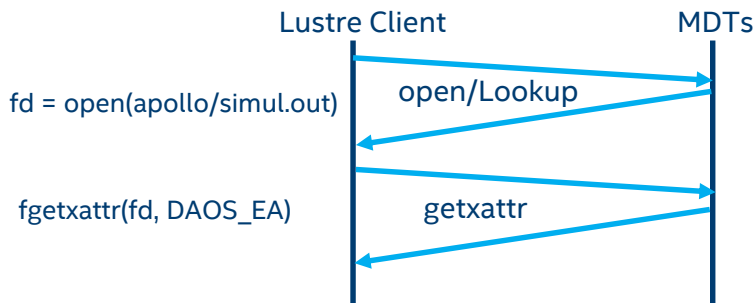 Lustre Client
MDTs
fd = open(apollo/simul.out)
open/Lookup
fgetxattr(fd, DAOS_EA)
getxattr